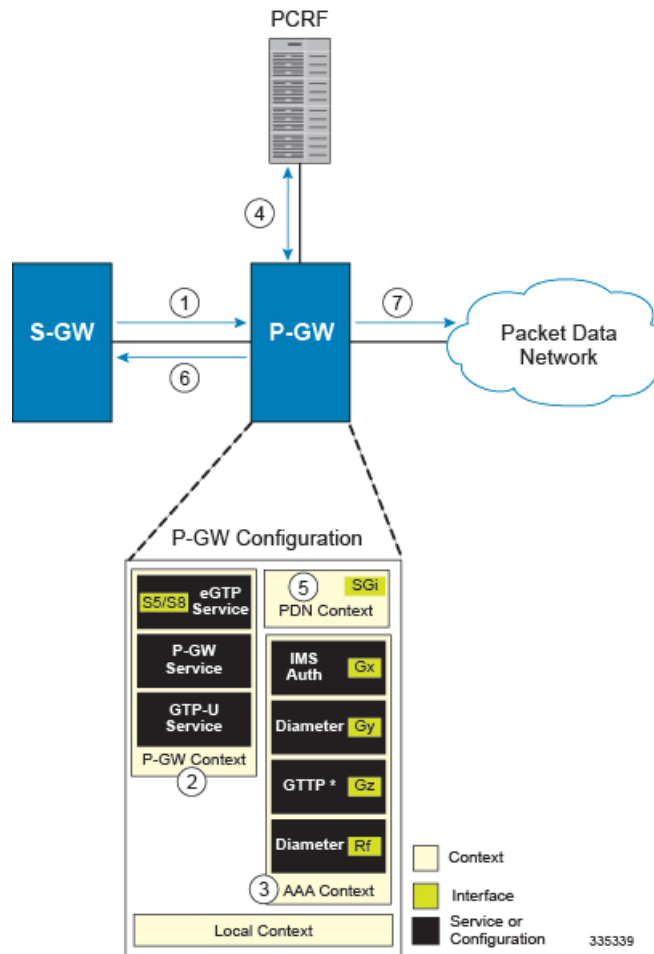 PCRF
4
1
S-GW
P-GW
7
Packet Data
Network
6
P-GW Configuration
S5/S8
eGTP
Service
P-GW
Service
GTP-U
Service
P-GW Context
2
5
SGi
PDN Context
IMS
Auth
Gx
Diameter
Gy
GTTP *
Gz
Diameter
Rf
3
AAA Context
Local Context
Context
Interface
Service or
Configuration
335339